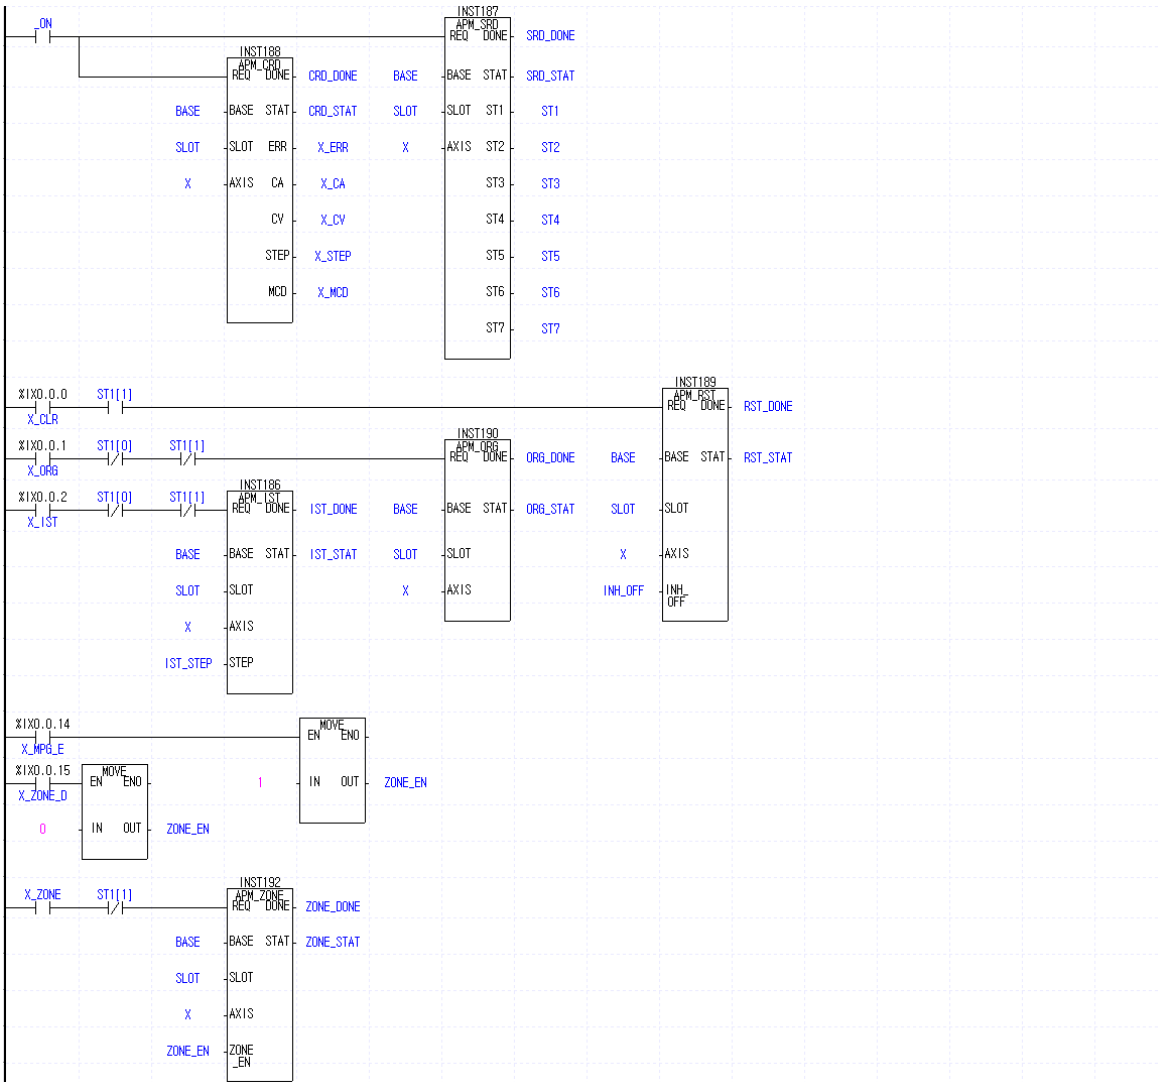 INST187
_ON APM_SRD
REQ DONE SRD_DONE
INST188
APM_CRD
REQ DONE CRD_DONE BASE BASE STAT SRD_STAT
BASE BASE STAT CRD_STAT SLOT SLOT ST1 ST1
SLOT SLOT ERR X_ERR X AXIS ST2 ST2
X AXIS CA X_CA ST3 ST3
CV X_CV ST4 ST4
STEP X_STEP ST5 ST5
MCD X_MCD ST6 ST6
ST7 ST7
INST189
%IX0.0.0 ST1[1] APM_RST
REQ DONE RST_DONE
X_CLR
INST190
%IX0.0.1 ST1[0] ST1[1] APM_ORG
REQ DONE ORG_DONE BASE BASE STAT RST_STAT
X_ORG
INST186
%IX0.0.2 ST1[0] ST1[1] APM_IST
REQ DONE IST_DONE BASE BASE STAT ORG_STAT SLOT SLOT
X_IST
BASE BASE STAT IST_STAT SLOT SLOT X AXIS
SLOT SLOT X AXIS INH_OFF INH_
OFF
X AXIS
IST_STEP STEP
%IX0.0.14 MOVE
EN ENO
X_MPG_E
%IX0.0.15 MOVE
EN ENO 1 IN OUT ZONE_EN
X_ZONE_D
0 IN OUT ZONE_EN
INST192
X_ZONE ST1[1] APM_ZONE
REQ DONE ZONE_DONE
BASE BASE STAT ZONE_STAT
SLOT SLOT
X AXIS
ZONE_EN ZONE
_EN